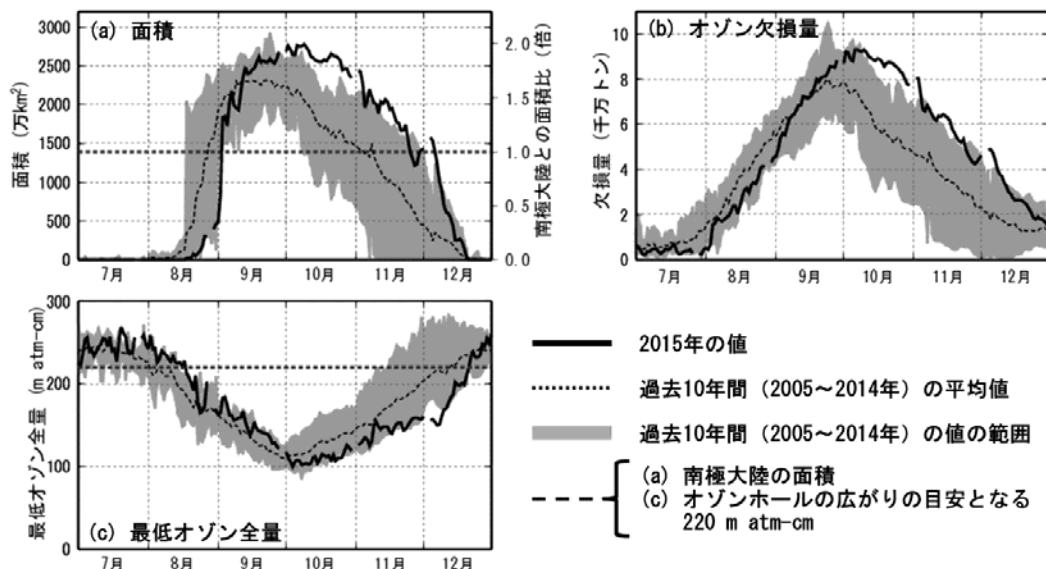 (a) 面積
面積 (万km²)
3000
2500
2000
1500
1000
500
0
2.0
1.5
1.0
0.5
0.0
南極大陸との面積比 (倍)
7月 8月 9月 10月 11月 12月
(b) オゾン欠損量
欠損量 (千万トン)
10
8
6
4
2
0
7月 8月 9月 10月 11月 12月
(c) 最低オゾン全量
最低オゾン全量 (m atm-cm)
300
200
100
0
7月 8月 9月 10月 11月 12月
2015年の値
過去10年間 (2005～2014年) の平均値
過去10年間 (2005～2014年) の値の範囲
(a) 南極大陸の面積
(c) オゾンホールの広がりの目安となる
220 m atm-cm